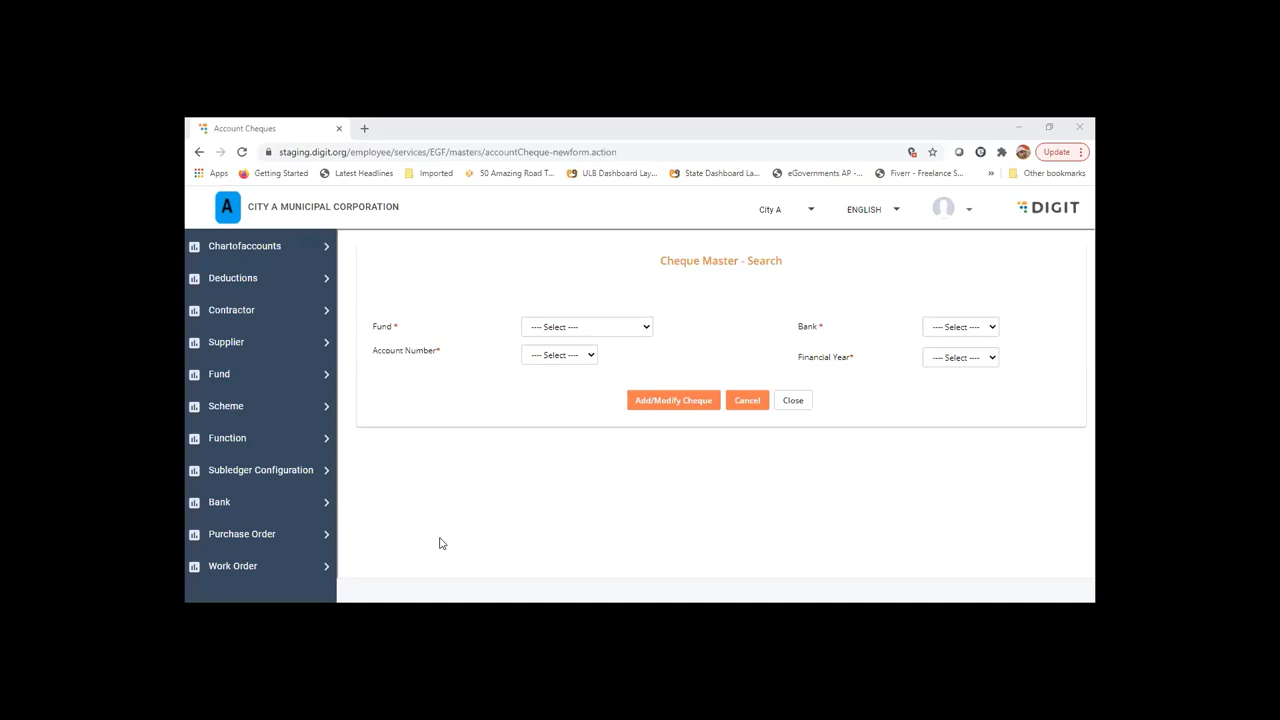 Account Cheques
staging.digit.org/employee/services/EGF/masters/accountCheque-newform.action
Update
Apps Getting Started Latest Headlines Imported 50 Amazing Road T... ULB Dashboard Lay... State Dashboard La... eGovernments AP -... Fiverr - Freelance S... » Other bookmarks
A CITY A MUNICIPAL CORPORATION City A ENGLISH DIGIT
Chartofaccounts
Deductions
Contractor
Supplier
Fund
Scheme
Function
Subledger Configuration
Bank
Purchase Order
Work Order
Cheque Master - Search
Fund * ---- Select ---- Bank * ---- Select ----
Account Number* ---- Select ---- Financial Year* ---- Select ----
Add/Modify Cheque Cancel Close